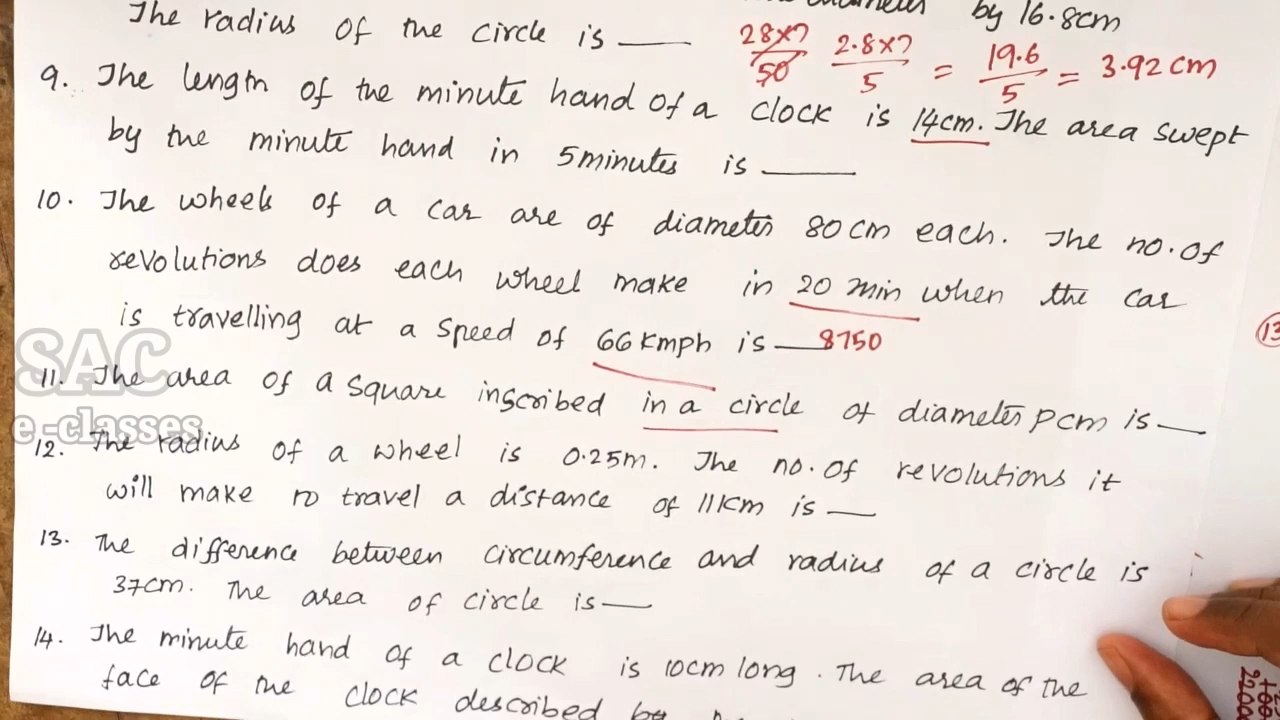 by 16.8cm
The radius of the circle is ___ 28×7/50 2.8×7/5 = 19.6/5 = 3.92 cm
9. The length of the minute hand of a clock is 14cm. The area swept
by the minute hand in 5minutes is ___
10. The wheels of a car are of diameter 80cm each. The no. of
revolutions does each wheel make in 20 min when the car
is travelling at a speed of 66 Kmph is ___ 8750
13
SAC
11. The area of a square inscribed in a circle of diameter pcm is ___
e-classes
12. The radius of a wheel is 0.25m. The no. of revolutions it
will make to travel a distance of 11Km is ___
13. The difference between circumference and radius of a circle is
37cm. The area of circle is ___
14. The minute hand of a clock is 10cm long. The area of the
face of the clock described by